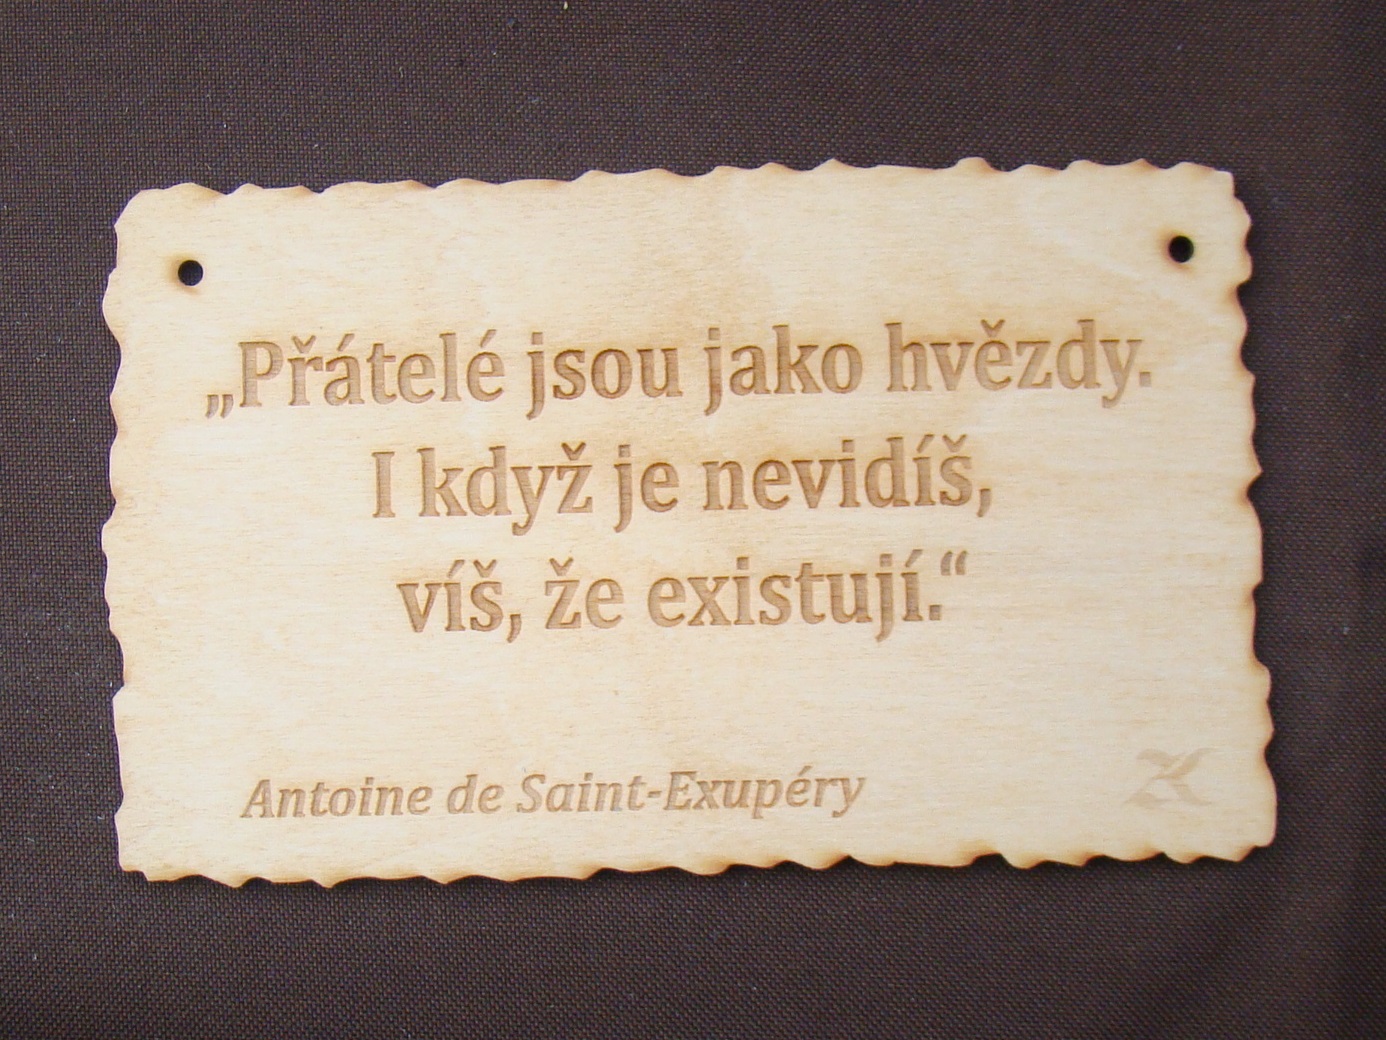 „Přátelé jsou jako hvězdy.
I když je nevidíš,
víš, že existují.“
Antoine de Saint-Exupéry